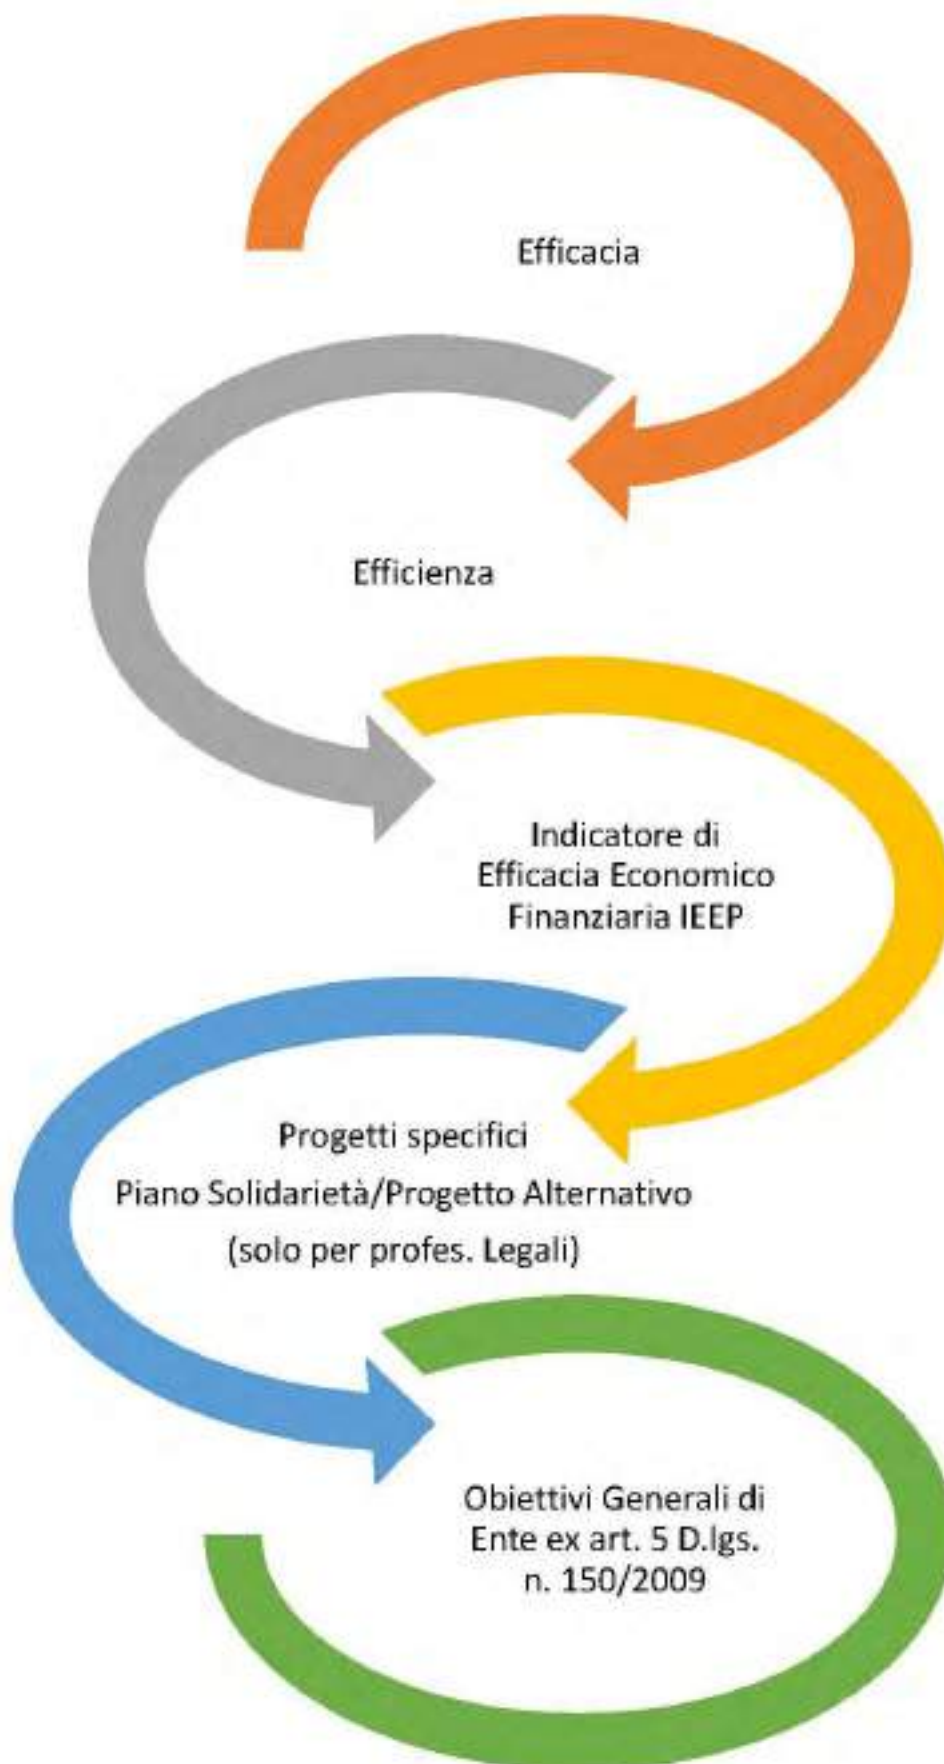 Efficacia
Efficienza
Indicatore di
Efficacia Economico
Finanziaria IEEP
Progetti specifici
Piano Solidarietà/Progetto Alternativo
(solo per profes. Legali)
Obiettivi Generali di
Ente ex art. 5 D.lgs.
n. 150/2009